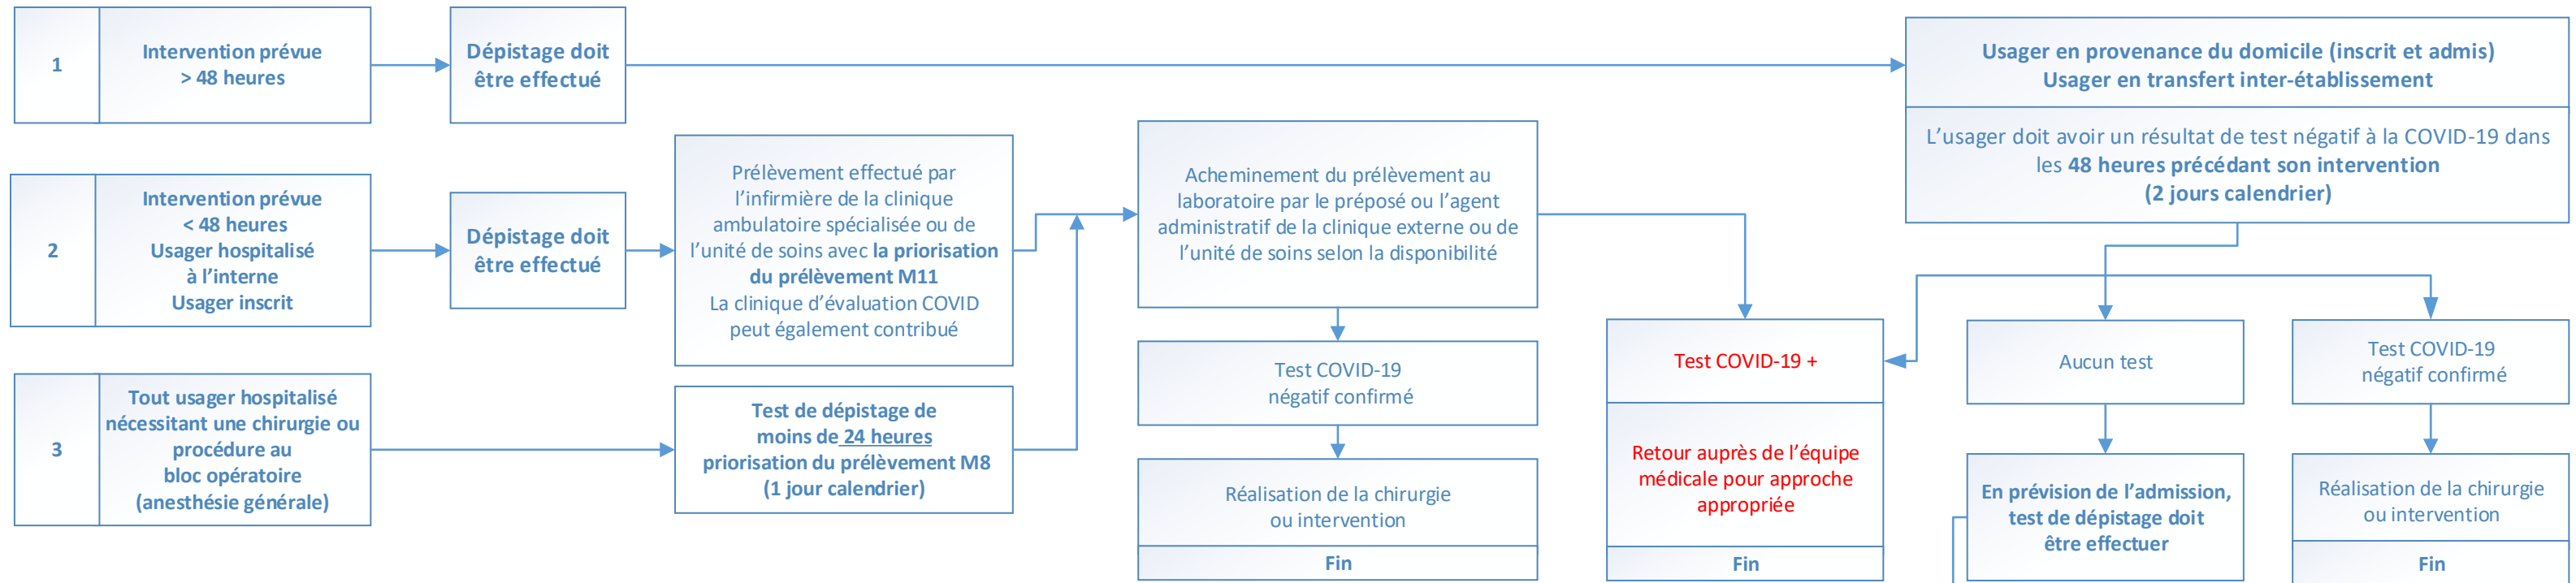 1
Intervention prévue
> 48 heures
Dépistage doit
être effectué
Usager en provenance du domicile (inscrit et admis)
Usager en transfert inter-établissement
L’usager doit avoir un résultat de test négatif à la COVID-19 dans
les 48 heures précédant son intervention
(2 jours calendrier)
2
Intervention prévue
< 48 heures
Usager hospitalisé
à l’interne
Usager inscrit
Dépistage doit
être effectué
Prélèvement effectué par
l’infirmière de la clinique
ambulatoire spécialisée ou de
l’unité de soins avec la priorisation
du prélèvement M11
La clinique d’évaluation COVID
peut également contribué
Acheminement du prélèvement au
laboratoire par le préposé ou l’agent
administratif de la clinique externe ou de
l’unité de soins selon la disponibilité
3
Tout usager hospitalisé
nécessitant une chirurgie ou
procédure au
bloc opératoire
(anesthésie générale)
Test de dépistage de
moins de 24 heures
priorisation du prélèvement M8
(1 jour calendrier)
Test COVID-19
négatif confirmé
Réalisation de la chirurgie
ou intervention
Fin
Test COVID-19 +
Retour auprès de l’équipe
médicale pour approche
appropriée
Fin
Aucun test
En prévision de l’admission,
test de dépistage doit
être effectuer
Test COVID-19
négatif confirmé
Réalisation de la chirurgie
ou intervention
Fin